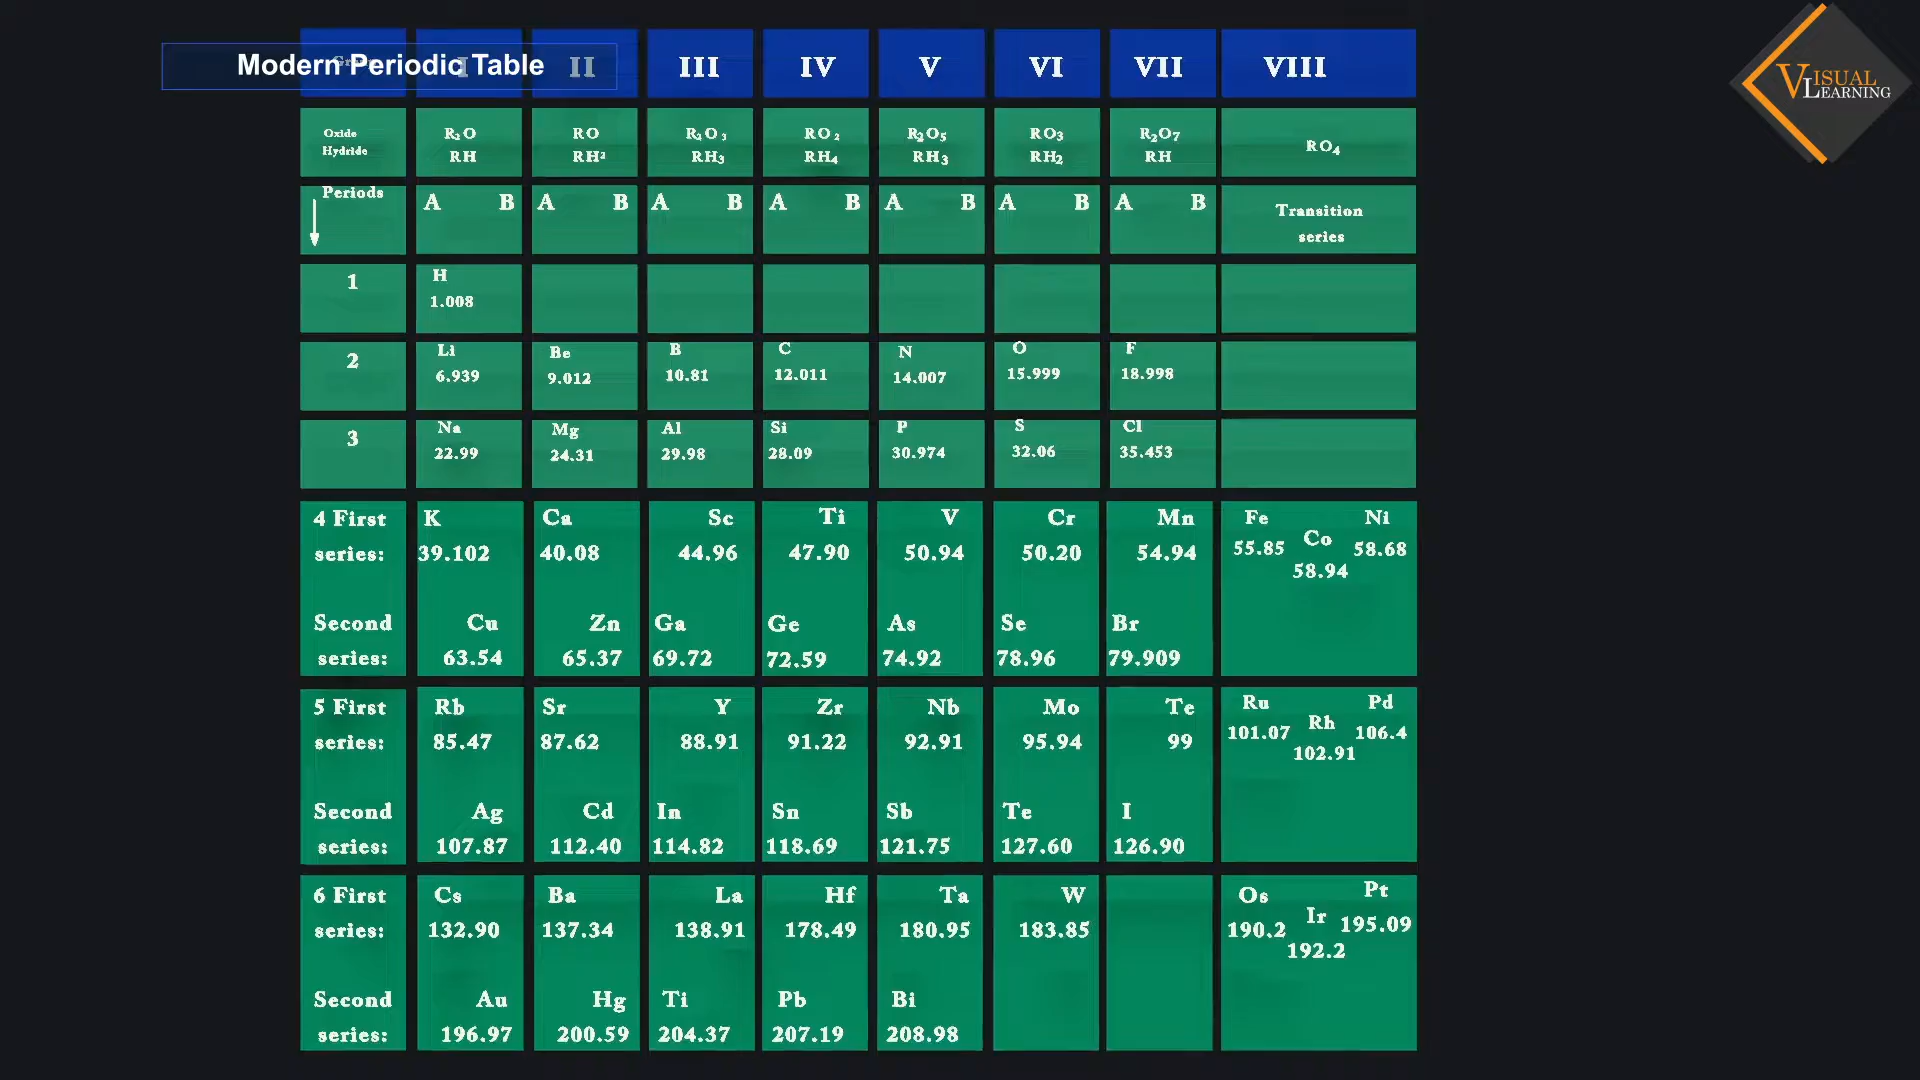 Modern Periodic Table
I II III IV V VI VII VIII
Oxide R₂O RO R₂O₃ RO₂ R₂O₅ RO₃ R₂O₇ RO₄
Hydride RH RH² RH₃ RH₄ RH₃ RH₂ RH
Periods A B A B A B A B A B A B A B Transition
series
1 H
1.008
2 Li Be B C N O F
6.939 9.012 10.81 12.011 14.007 15.999 18.998
3 Na Mg Al Si P S Cl
22.99 24.31 29.98 28.09 30.974 32.06 35.453
4 First K Ca Sc Ti V Cr Mn Fe Co Ni
series: 39.102 40.08 44.96 47.90 50.94 50.20 54.94 55.85 58.94 58.68
Second Cu Zn Ga Ge As Se Br
series: 63.54 65.37 69.72 72.59 74.92 78.96 79.909
5 First Rb Sr Y Zr Nb Mo Te Ru Rh Pd
series: 85.47 87.62 88.91 91.22 92.91 95.94 99 101.07 102.91 106.4
Second Ag Cd In Sn Sb Te I
series: 107.87 112.40 114.82 118.69 121.75 127.60 126.90
6 First Cs Ba La Hf Ta W Os Ir Pt
series: 132.90 137.34 138.91 178.49 180.95 183.85 190.2 192.2 195.09
Second Au Hg Ti Pb Bi
series: 196.97 200.59 204.37 207.19 208.98
VISUAL
LEARNING